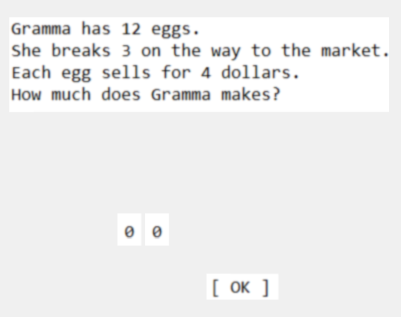 Gramma has 12 eggs.
She breaks 3 on the way to the market.
Each egg sells for 4 dollars.
How much does Gramma makes?
0 0
[ OK ]